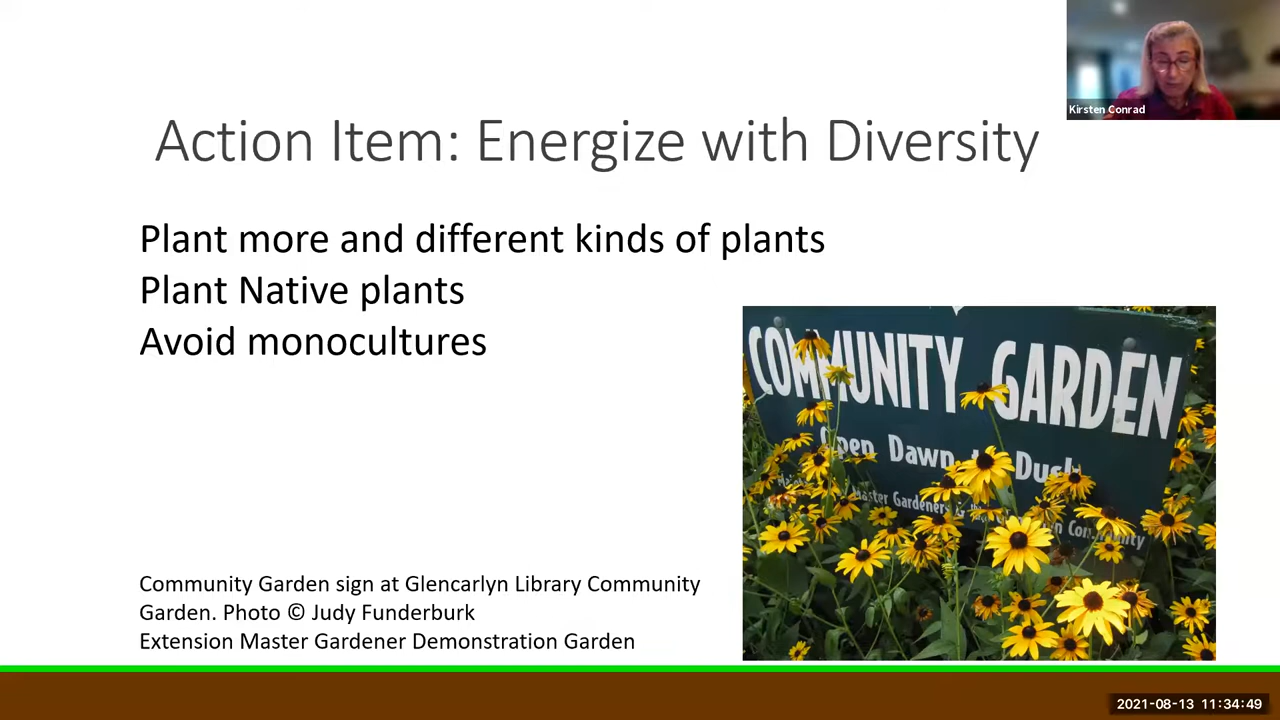 Kirsten Conrad
Action Item: Energize with Diversity
Plant more and different kinds of plants
Plant Native plants
Avoid monocultures
COMMUNITY GARDEN
Open Dawn Dusk
Master Gardeners
Community
Community Garden sign at Glencarlyn Library Community
Garden. Photo © Judy Funderburk
Extension Master Gardener Demonstration Garden
2021-08-13 11:34:49